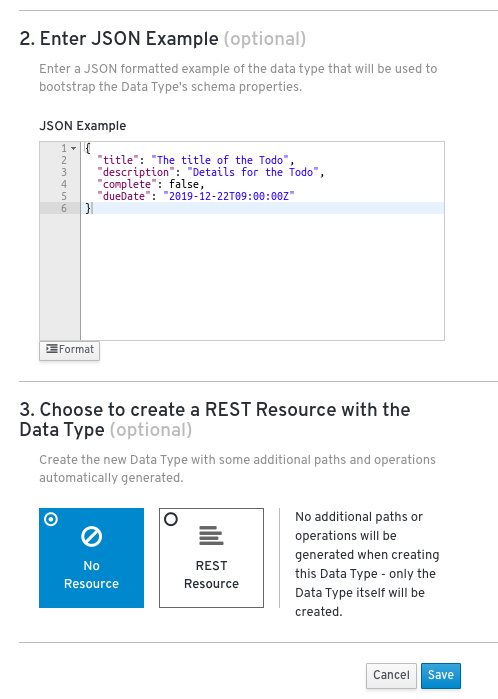 2. Enter JSON Example (optional)
Enter a JSON formatted example of the data type that will be used to
bootstrap the Data Type's schema properties.
JSON Example
1 {
2 "title": "The title of the Todo",
3 "description": "Details for the Todo",
4 "complete": false,
5 "dueDate": "2019-12-22T09:00:00Z"
6 }
Format
3. Choose to create a REST Resource with the
Data Type (optional)
Create the new Data Type with some additional paths and operations
automatically generated.
No
Resource
REST
Resource
No additional paths or
operations will be
generated when creating
this Data Type - only the
Data Type itself will be
created.
Cancel Save